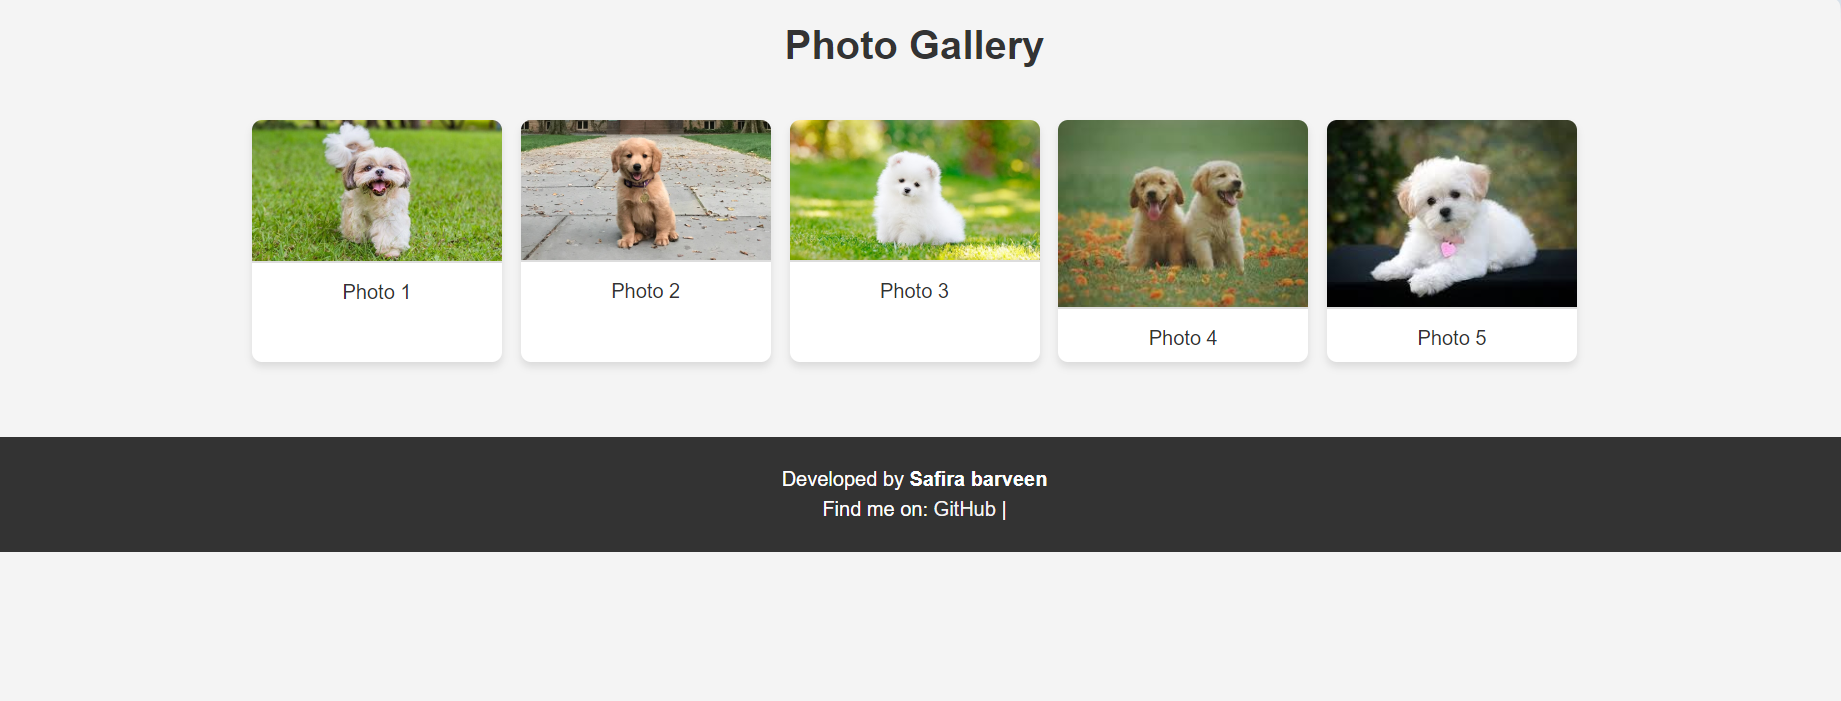 Photo Gallery
Photo 1
Photo 2
Photo 3
Photo 4
Photo 5
Developed by Safira barveen
Find me on: GitHub |